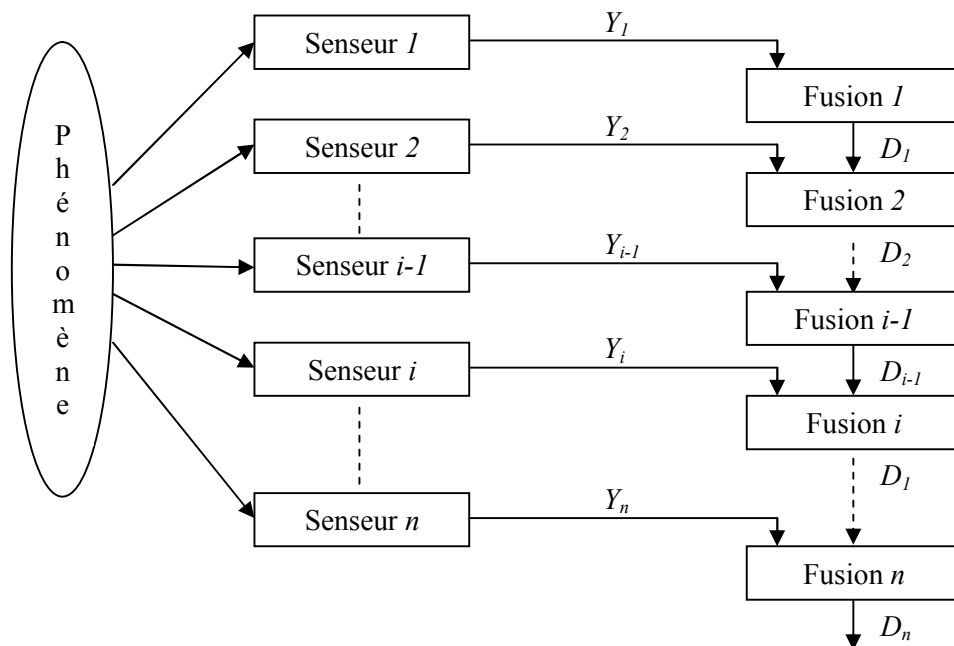 Phénomène
Senseur 1
Y1
Fusion 1
D1
Senseur 2
Y2
Fusion 2
D2
Senseur i-1
Yi-1
Fusion i-1
Di-1
Senseur i
Yi
Fusion i
D1
Senseur n
Yn
Fusion n
Dn